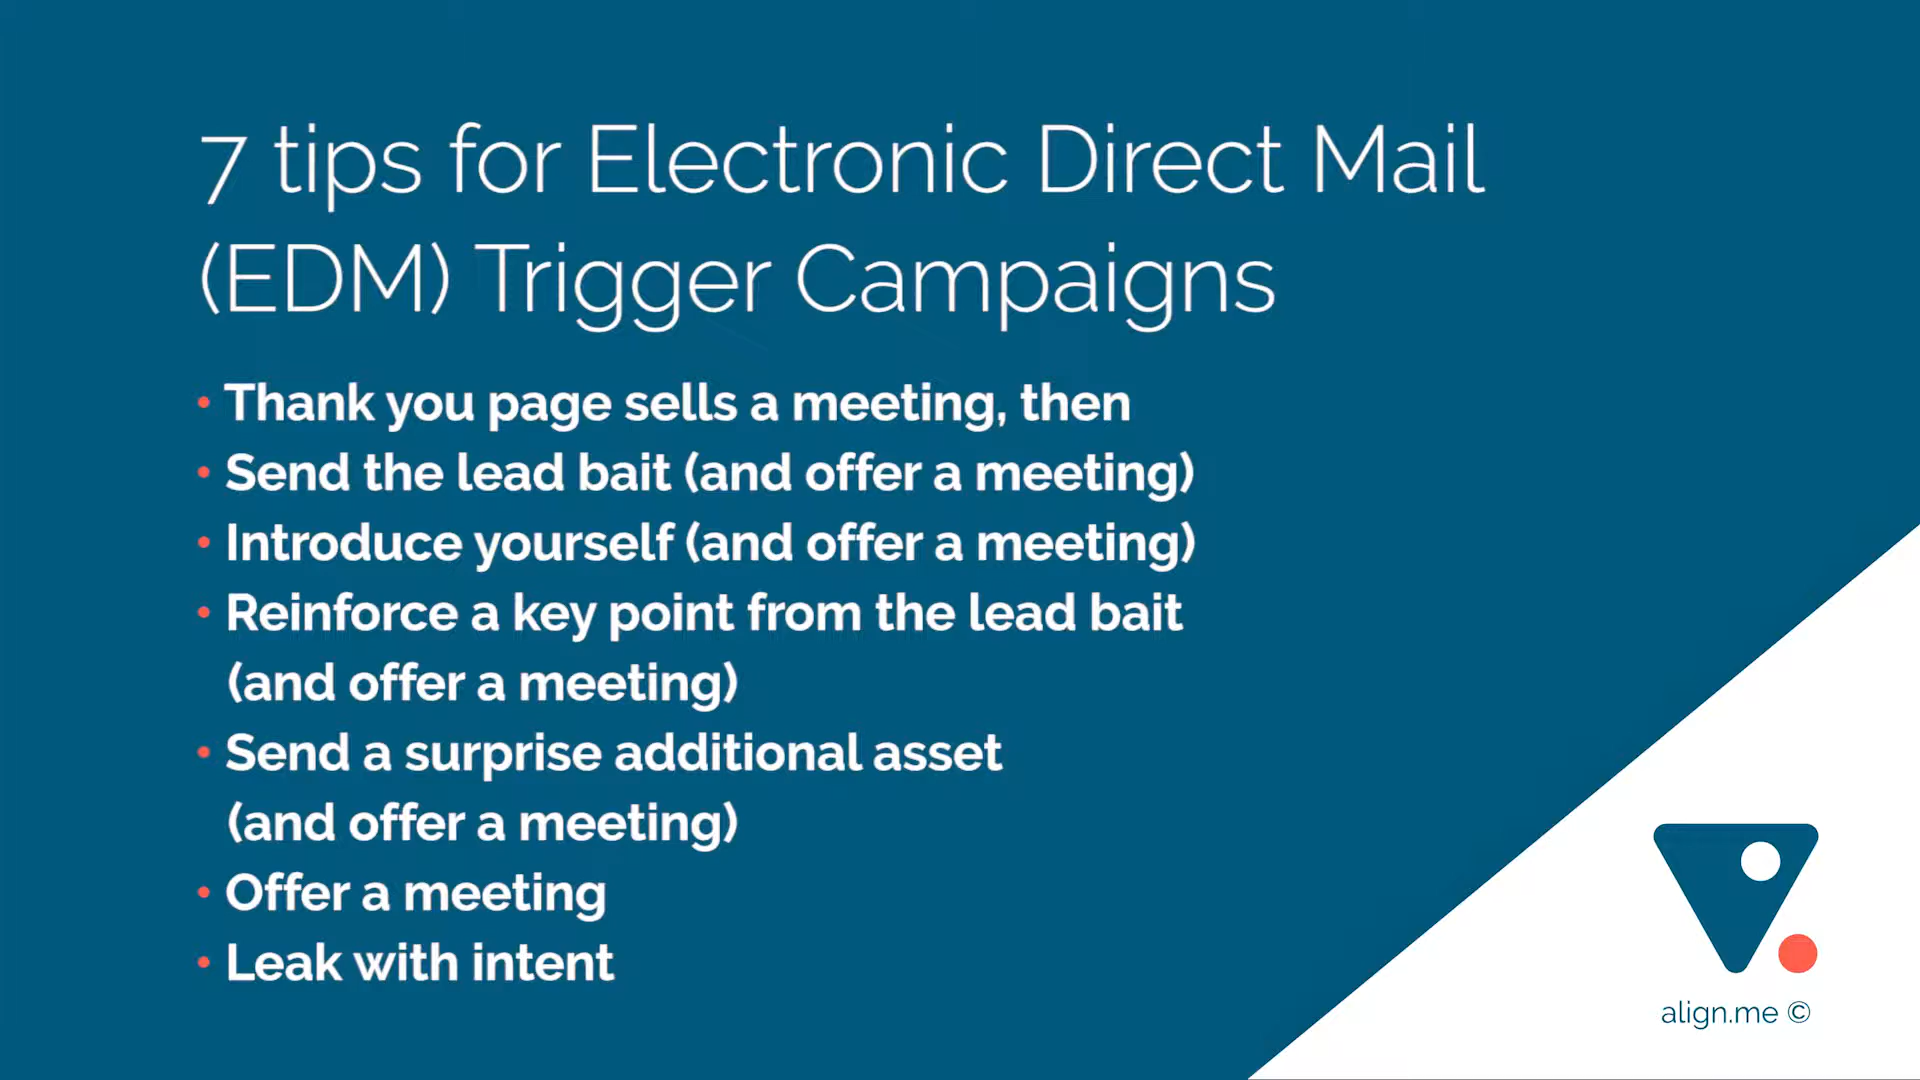 7 tips for Electronic Direct Mail
(EDM) Trigger Campaigns
• Thank you page sells a meeting, then
• Send the lead bait (and offer a meeting)
• Introduce yourself (and offer a meeting)
• Reinforce a key point from the lead bait
(and offer a meeting)
• Send a surprise additional asset
(and offer a meeting)
• Offer a meeting
• Leak with intent
align.me ©